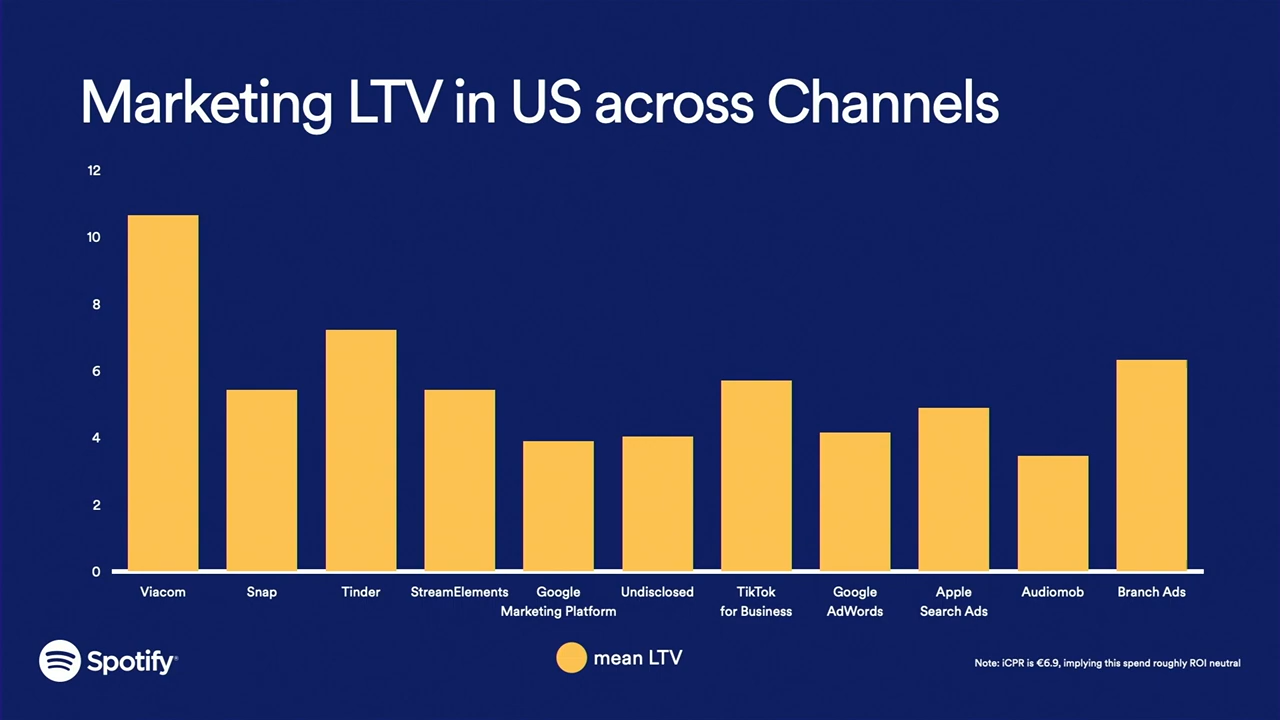 Marketing LTV in US across Channels
12
10
8
6
4
2
0
Viacom
Snap
Tinder
StreamElements
Google
Marketing Platform
Undisclosed
TikTok
for Business
Google
AdWords
Apple
Search Ads
Audiomob
Branch Ads
Spotify®
mean LTV
Note: iCPR is €6.9, implying this spend roughly ROI neutral